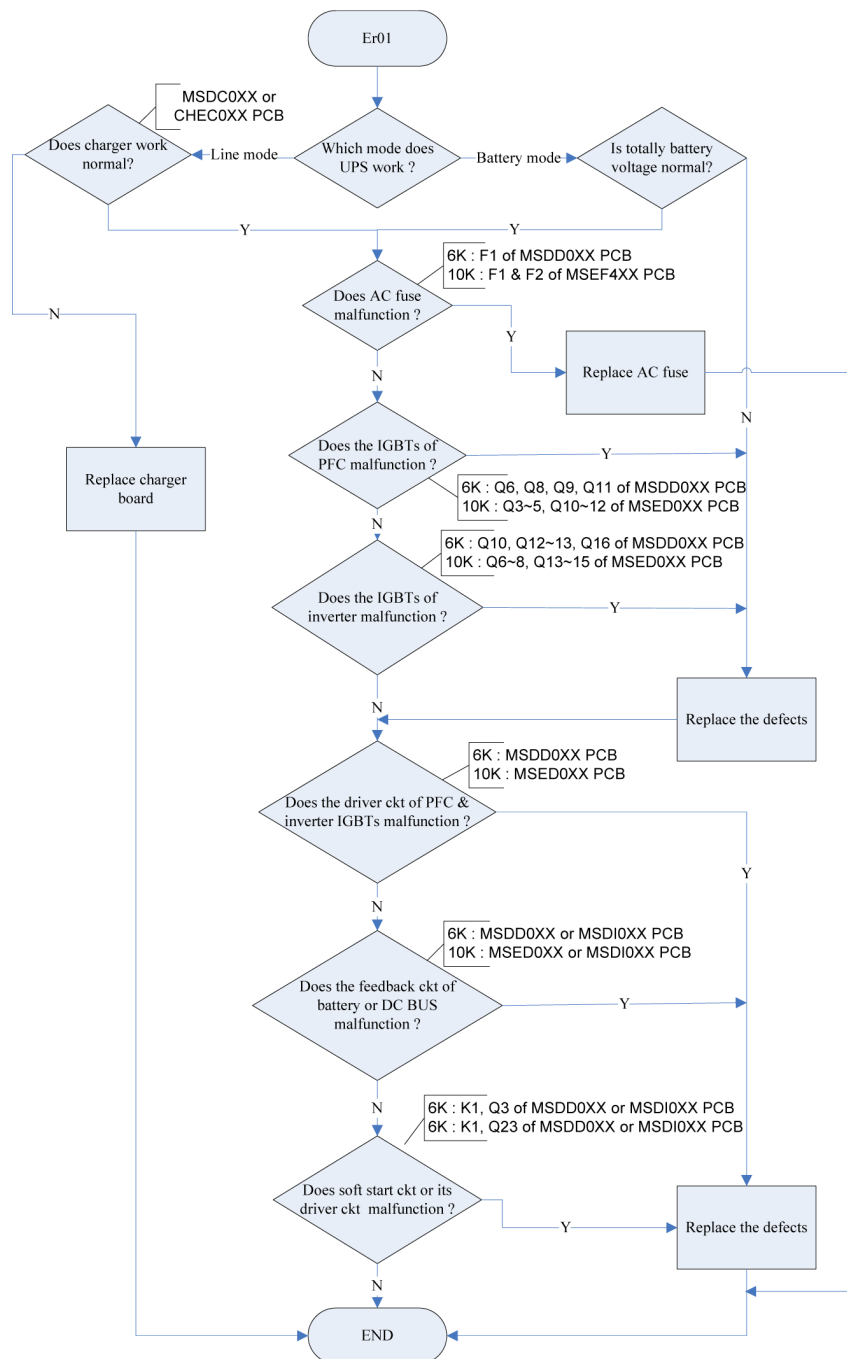 Er01
MSDC0XX or
CHEC0XX PCB
Does charger work
normal?
Line mode
Which mode does
UPS work ?
Battery mode
Is totally battery
voltage normal?
Y
Y
6K : F1 of MSDD0XX PCB
10K : F1 & F2 of MSEF4XX PCB
Does AC fuse
malfunction ?
N
Y
Replace AC fuse
N
N
Does the IGBTs of
PFC malfunction ?
Y
6K : Q6, Q8, Q9, Q11 of MSDD0XX PCB
10K : Q3~5, Q10~12 of MSED0XX PCB
Replace charger
board
N
6K : Q10, Q12~13, Q16 of MSDD0XX PCB
10K : Q6~8, Q13~15 of MSED0XX PCB
Does the IGBTs of
inverter malfunction ?
Y
N
Replace the defects
6K : MSDD0XX PCB
10K : MSED0XX PCB
Does the driver ckt of PFC &
inverter IGBTs malfunction ?
Y
N
6K : MSDD0XX or MSDI0XX PCB
10K : MSED0XX or MSDI0XX PCB
Does the feedback ckt of
battery or DC BUS
malfunction ?
Y
N
6K : K1, Q3 of MSDD0XX or MSDI0XX PCB
6K : K1, Q23 of MSDD0XX or MSDI0XX PCB
Does soft start ckt or its
driver ckt malfunction ?
Y
Replace the defects
N
END